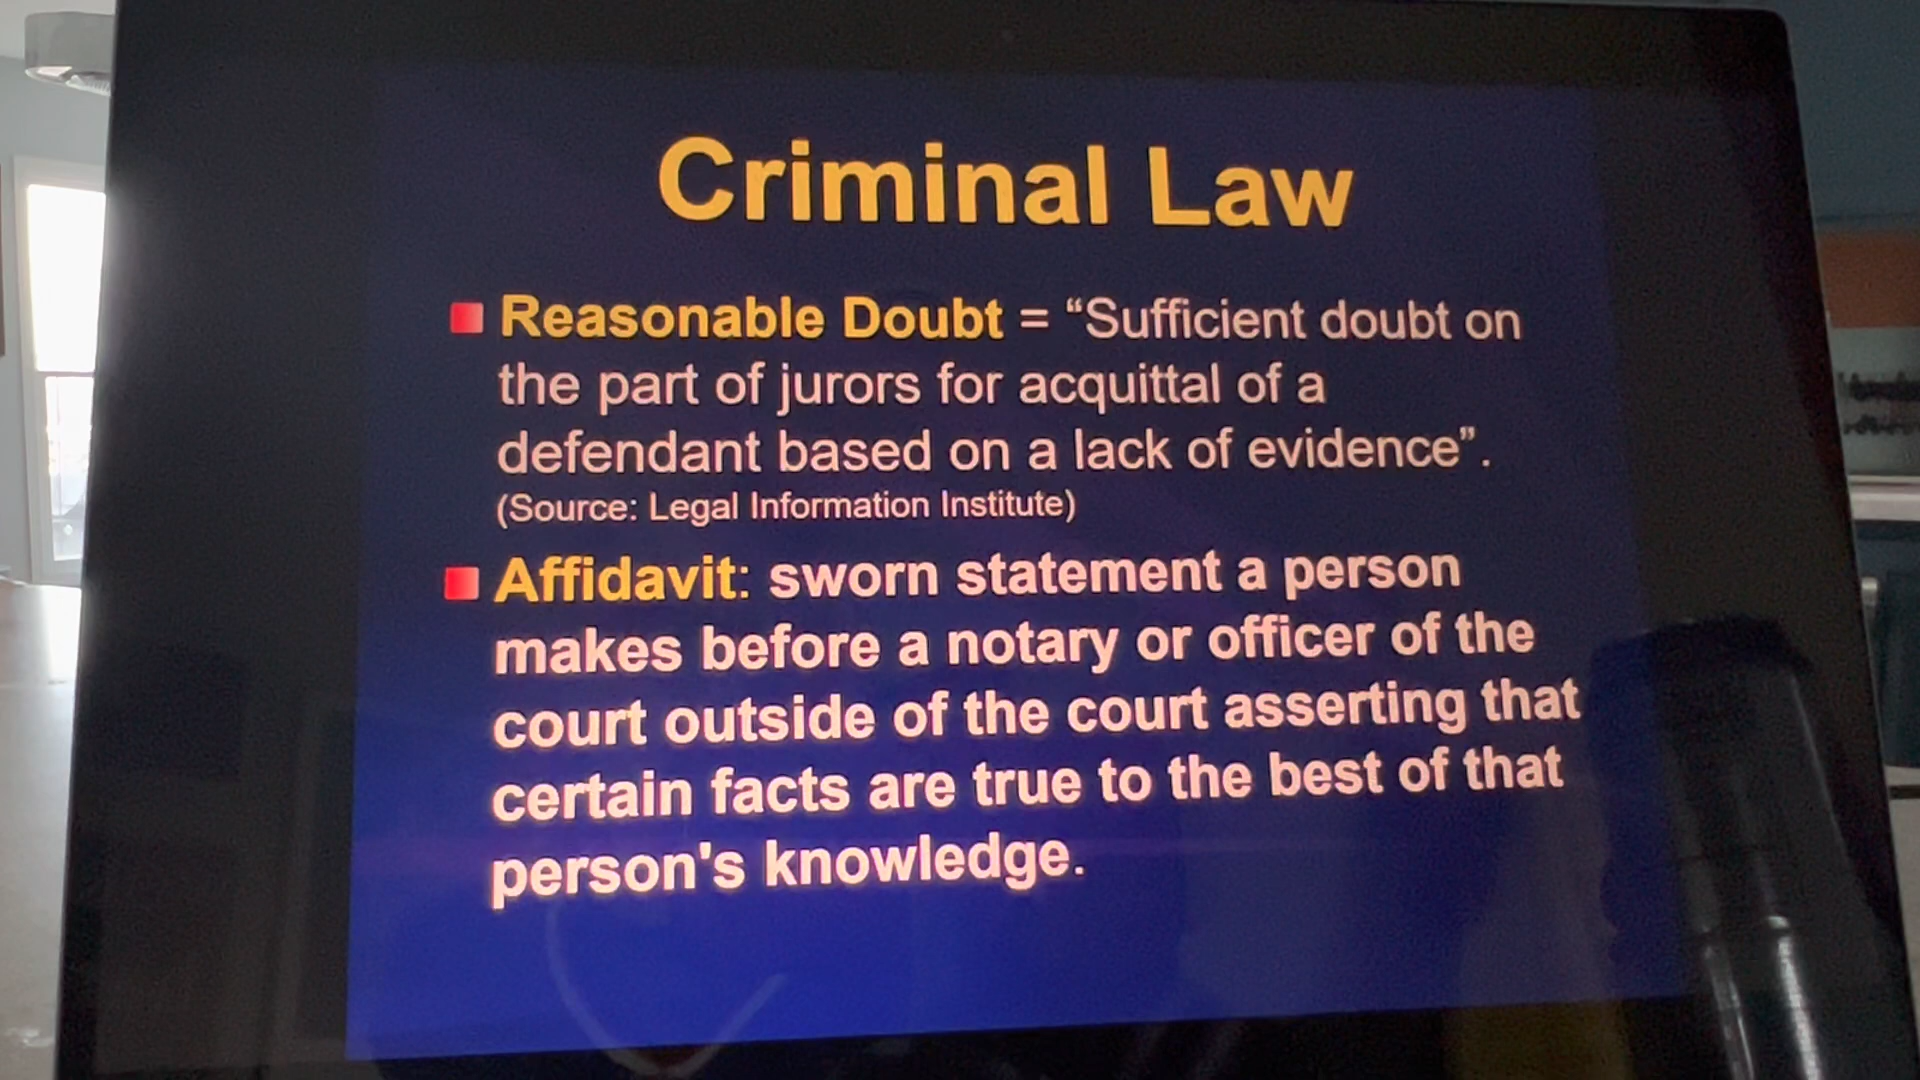 Criminal Law
Reasonable Doubt = “Sufficient doubt on
the part of jurors for acquittal of a
defendant based on a lack of evidence”.
(Source: Legal Information Institute)
Affidavit: sworn statement a person
makes before a notary or officer of the
court outside of the court asserting that
certain facts are true to the best of that
person's knowledge.